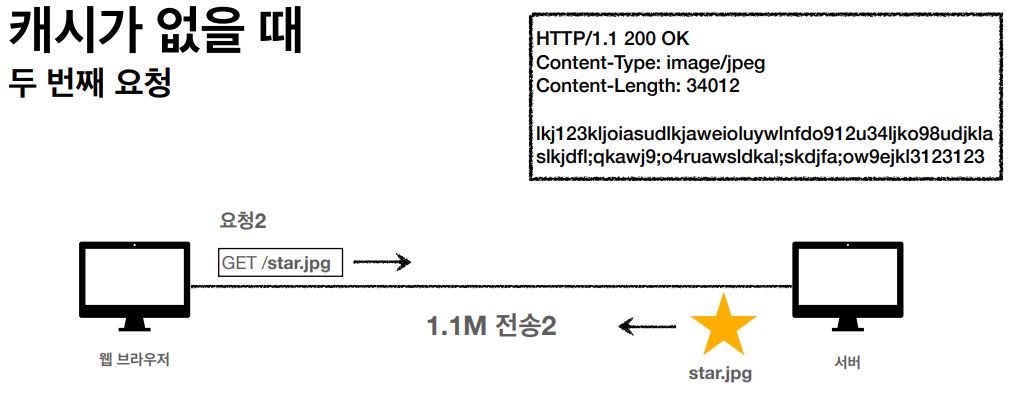 캐시가 없을 때
두 번째 요청
HTTP/1.1 200 OK
Content-Type: image/jpeg
Content-Length: 34012
lkj123kljoiasudlkjaweioluywlnfdo912u34ljko98udjkla
slkjdfl;qkawj9;o4ruawsldkal;skdjfa;ow9ejkl3123123
요청2
GET /star.jpg
1.1M 전송2
star.jpg
웹 브라우저
서버